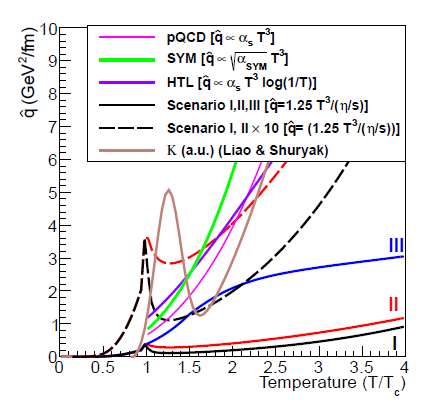 q̂ (GeV²/fm)
10
9
8
7
6
5
4
3
2
1
0
pQCD [q̂ ∝ αₛ T³]
SYM [q̂ ∝ √α_SYM T³]
HTL [q̂ ∝ αₛ T³ log(1/T)]
Scenario I,II,III [q̂=1.25 T³/(η/s)]
Scenario I, II × 10 [q̂= (1.25 T³/(η/s))]
K (a.u.) (Liao & Shuryak)
III
II
I
0 0.5 1 1.5 2 2.5 3 3.5 4
Temperature (T/T_c)